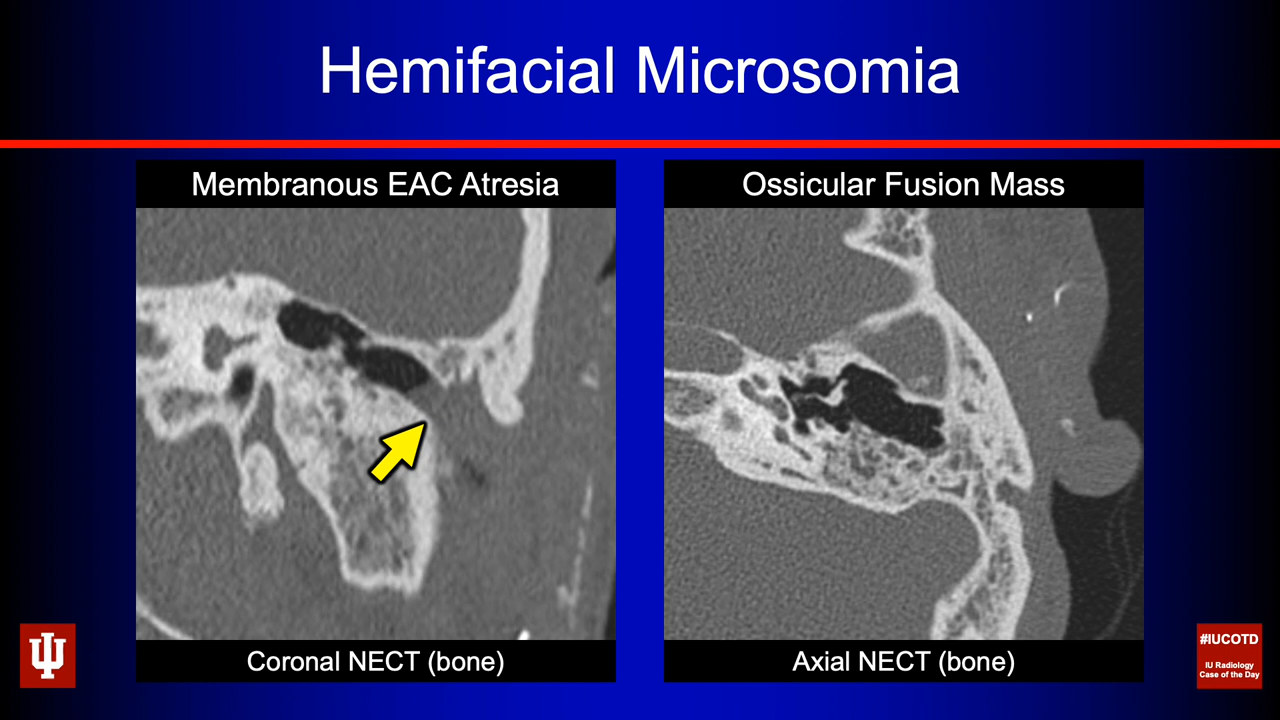 Hemifacial Microsomia
Membranous EAC Atresia
Ossicular Fusion Mass
Coronal NECT (bone)
Axial NECT (bone)
#IUCOTD
IU Radiology
Case of the Day